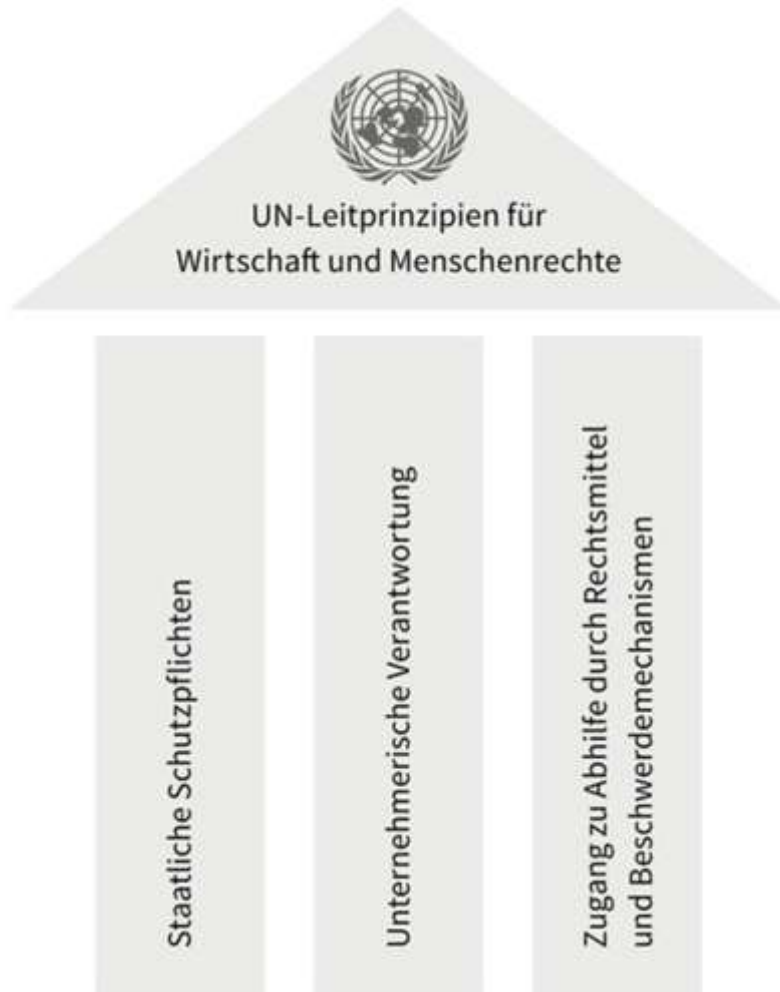 UN-Leitprinzipien für
Wirtschaft und Menschenrechte
Staatliche Schutzpflichten
Unternehmerische Verantwortung
Zugang zu Abhilfe durch Rechtsmittel
und Beschwerdemechanismen